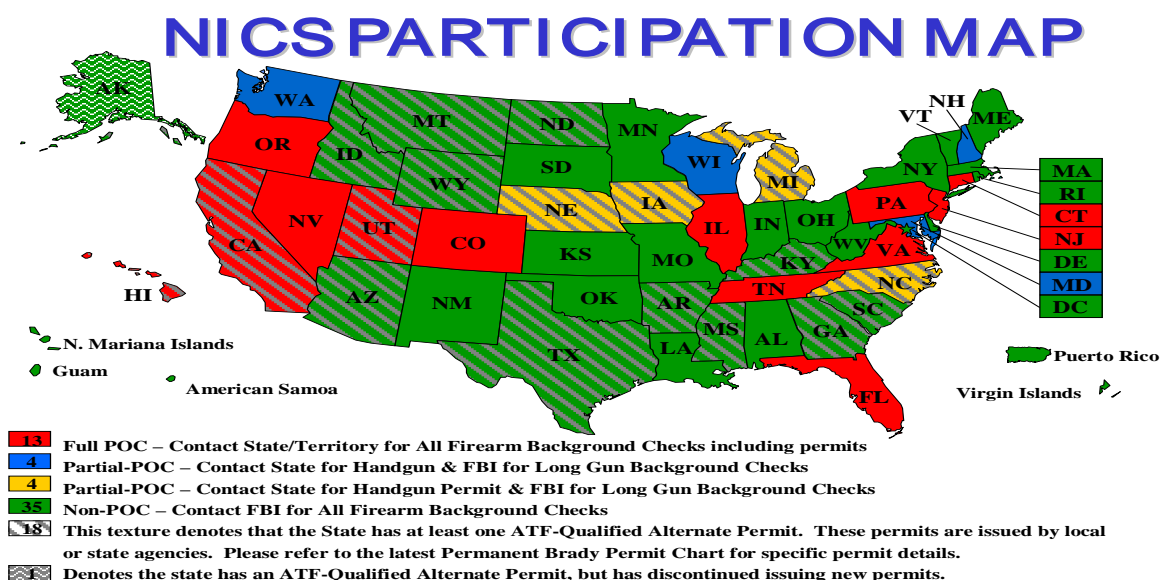 NICS PARTICIPATION MAP
AK
WA
OR
CA
NV
ID
MT
WY
UT
AZ
CO
NM
ND
SD
NE
KS
OK
TX
MN
IA
MO
AR
LA
WI
IL
MI
IN
OH
KY
TN
MS
AL
GA
FL
SC
NC
VA
WV
PA
NY
VT
NH
ME
MA
RI
CT
NJ
DE
MD
DC
HI
N. Mariana Islands
Guam
American Samoa
Puerto Rico
Virgin Islands
13 Full POC – Contact State/Territory for All Firearm Background Checks including permits
4 Partial-POC – Contact State for Handgun & FBI for Long Gun Background Checks
4 Partial-POC – Contact State for Handgun Permit & FBI for Long Gun Background Checks
35 Non-POC – Contact FBI for All Firearm Background Checks
18 This texture denotes that the State has at least one ATF-Qualified Alternate Permit. These permits are issued by local
or state agencies. Please refer to the latest Permanent Brady Permit Chart for specific permit details.
1 Denotes the state has an ATF-Qualified Alternate Permit, but has discontinued issuing new permits.